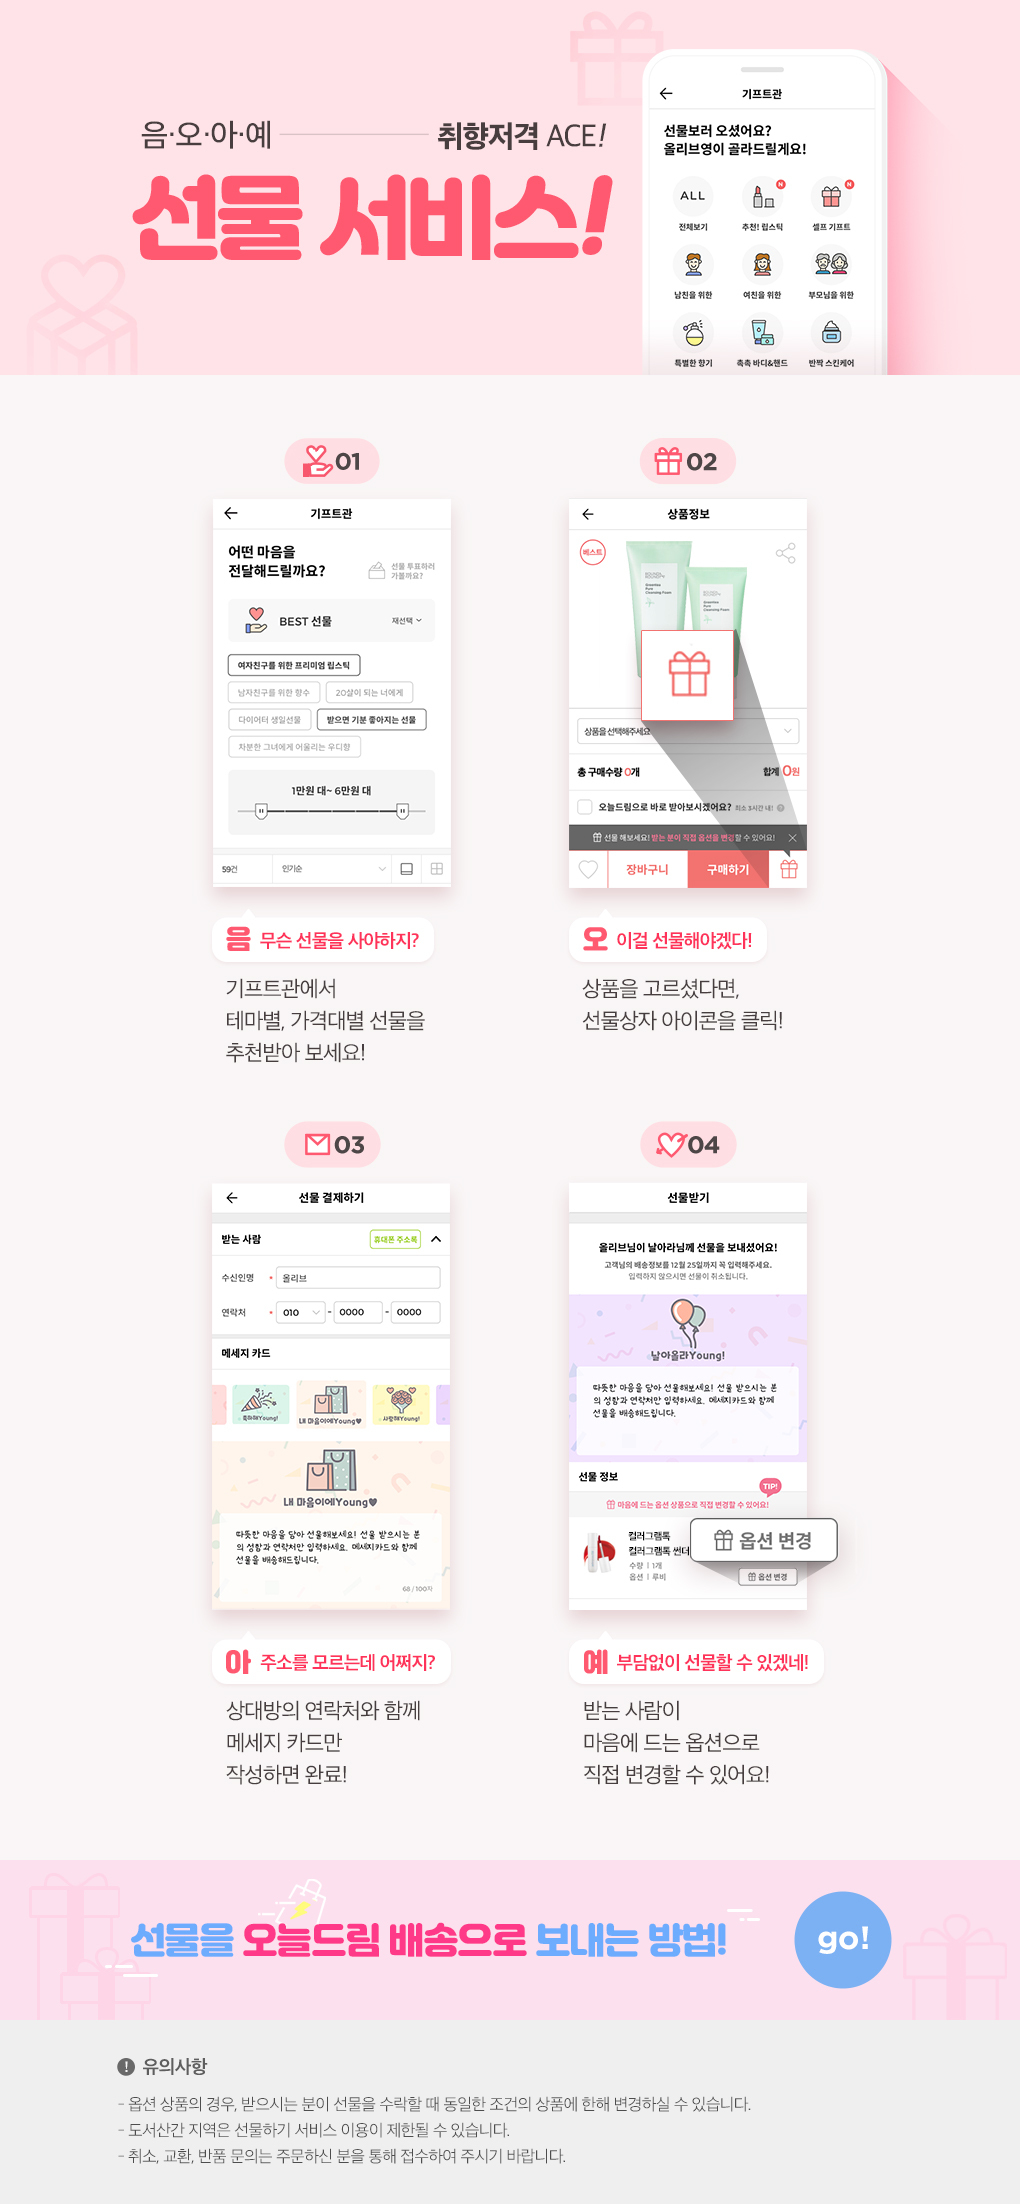 음·오·아·예 취향저격 ACE!
선물 서비스!
기프트관
선물보러 오셨어요?
올리브영이 골라드릴게요!
ALL
N
N
전체보기 추천! 립스틱 셀프 기프트
남친을 위한 여친을 위한 부모님을 위한
특별한 향기 촉촉 바디&핸드 반짝 스킨케어
01
기프트관
어떤 마음을
전달해드릴까요?
선물 투표하러
가볼까요?
BEST 선물 재선택
여자친구를 위한 프리미엄 립스틱
남자친구를 위한 향수 20살이 되는 너에게
다이어터 생일선물 받으면 기분 좋아지는 선물
차분한 그녀에게 어울리는 우디향
1만원 대~ 6만원 대
59건 인기순
음 무슨 선물을 사야하지?
기프트관에서
테마별, 가격대별 선물을
추천받아 보세요!
02
상품정보
베스트
ROUND A'ROUND
Greentea
Pure
Cleansing Foam
Greentea
Pure
Cleansing Foam
상품을 선택해주세요
총 구매수량 0개 합계 0원
오늘드림으로 바로 받아보시겠어요? 최소 3시간 내!
선물 해보세요! 받는 분이 직접 옵션을 변경할 수 있어요!
장바구니 구매하기
오 이걸 선물해야겠다!
상품을 고르셨다면,
선물상자 아이콘을 클릭!
03
선물 결제하기
받는 사람 휴대폰 주소록
수신인명 * 올리브
연락처 * 010 - 0000 - 0000
메세지 카드
축하해Young! 내 마음이에Young♥ 사랑해Young!
내 마음이에Young♥
따뜻한 마음을 담아 선물해보세요! 선물 받으시는 분
의 성함과 연락처만 입력하세요. 메세지카드와 함께
선물을 배송해드립니다.
68 / 100자
아 주소를 모르는데 어쩌지?
상대방의 연락처와 함께
메세지 카드만
작성하면 완료!
04
선물받기
올리브님이 날아라님께 선물을 보내셨어요!
고객님의 배송정보를 12월 25일까지 꼭 입력해주세요.
입력하지 않으시면 선물이 취소됩니다.
날아올라Young!
따뜻한 마음을 담아 선물해보세요! 선물 받으시는 분
의 성함과 연락처만 입력하세요. 메세지카드와 함께
선물을 배송해드립니다.
선물 정보
TIP!
마음에 드는 옵션 상품으로 직접 변경할 수 있어요!
컬러그램톡
컬러그램톡 썬더
수량 | 1개
옵션 | 루비
옵션 변경
옵션 변경
예 부담없이 선물할 수 있겠네!
받는 사람이
마음에 드는 옵션으로
직접 변경할 수 있어요!
선물을 오늘드림 배송으로 보내는 방법!
go!
! 유의사항
- 옵션 상품의 경우, 받으시는 분이 선물을 수락할 때 동일한 조건의 상품에 한해 변경하실 수 있습니다.
- 도서산간 지역은 선물하기 서비스 이용이 제한될 수 있습니다.
- 취소, 교환, 반품 문의는 주문하신 분을 통해 접수하여 주시기 바랍니다.